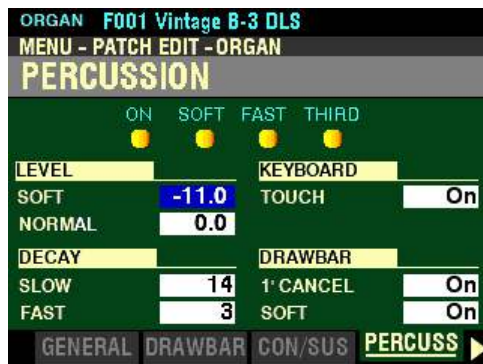 ORGAN F001 Vintage B-3 DLS
MENU - PATCH EDIT - ORGAN
PERCUSSION
ON SOFT FAST THIRD
LEVEL
SOFT -11.0
NORMAL 0.0
KEYBOARD
TOUCH On
DECAY
SLOW 14
FAST 3
DRAWBAR
1' CANCEL On
SOFT On
GENERAL DRAWBAR CON/SUS PERCUSS